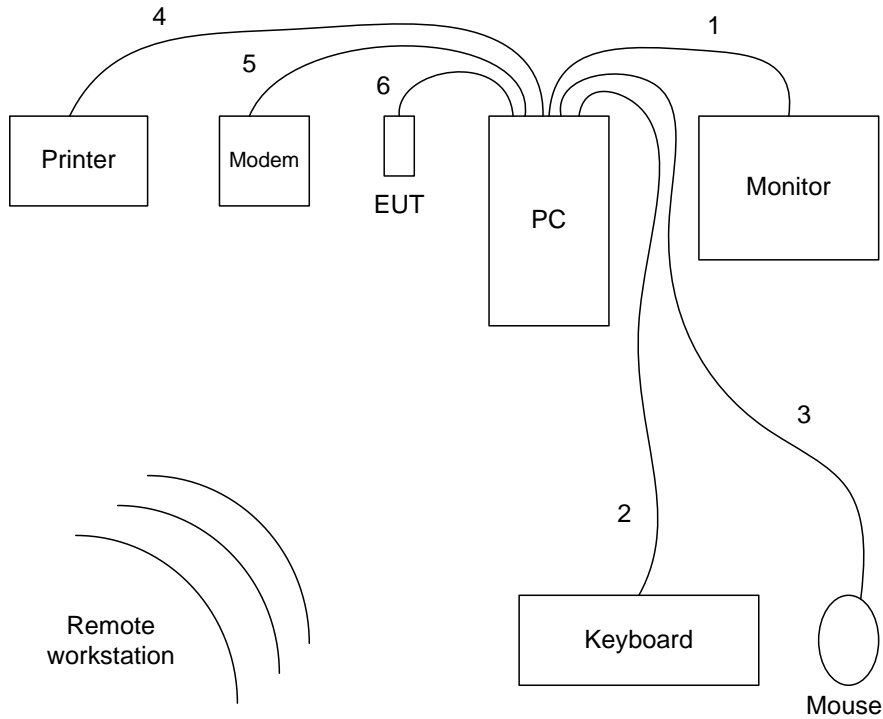 4
1
5
6
Printer
Modem
EUT
PC
Monitor
3
2
Remote
workstation
Keyboard
Mouse